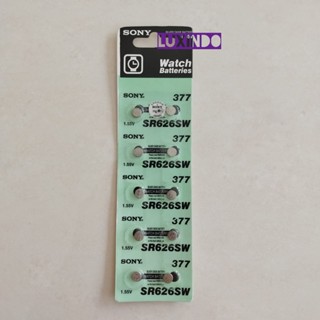 SONY
LUXINDO
Watch
Batteries
SONY. 377
1.55V SR626SW
SONY. 377
1.55V SR626SW
SONY. 377
1.55V SR626SW
SONY. 377
1.55V SR626SW
SONY. 377
1.55V SR626SW